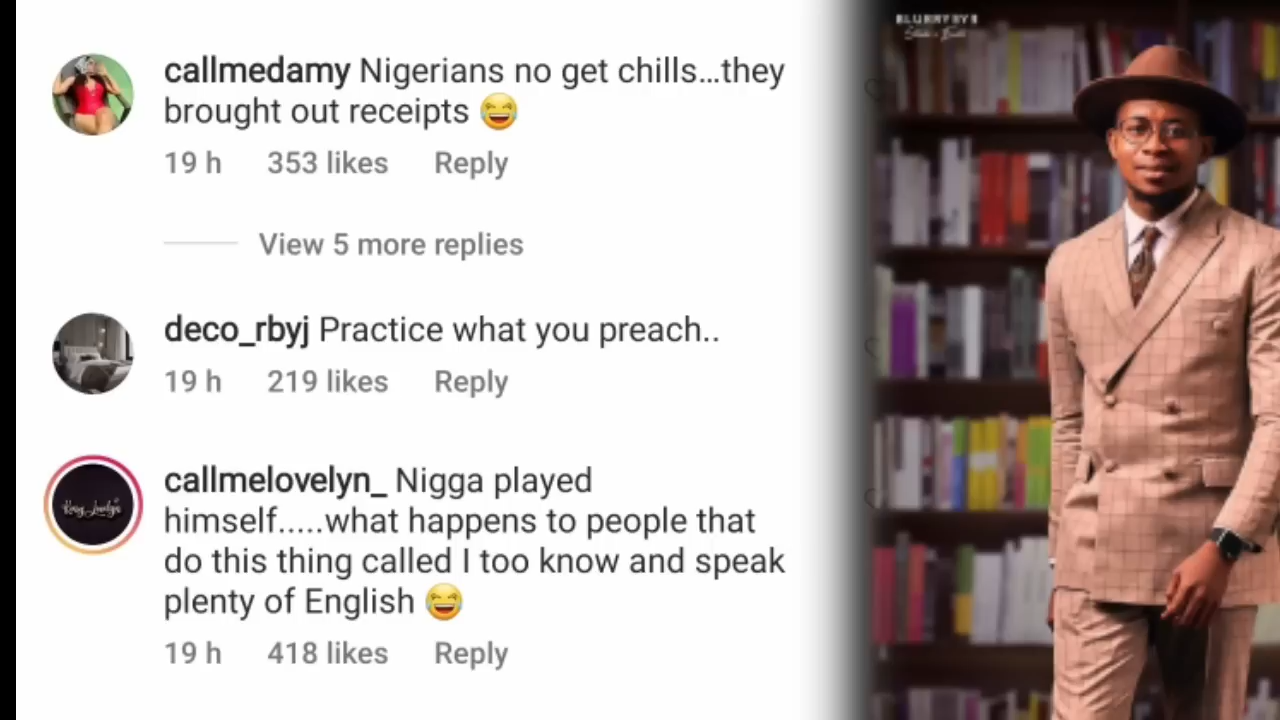 callmedamy Nigerians no get chills...they
brought out receipts 😂
19 h 353 likes Reply
View 5 more replies
deco_rbyj Practice what you preach..
19 h 219 likes Reply
callmelovelyn_ Nigga played
himself.....what happens to people that
do this thing called I too know and speak
plenty of English 😂
19 h 418 likes Reply